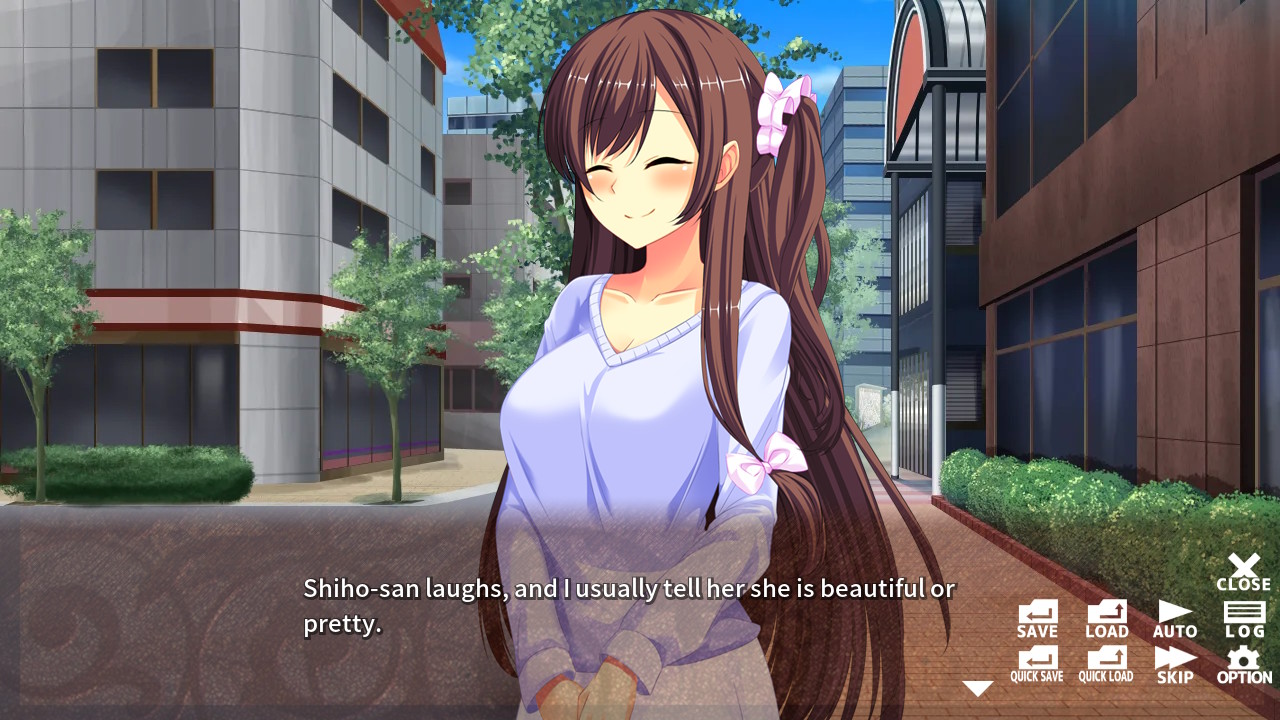 Shiho-san laughs, and I usually tell her she is beautiful or
pretty.
CLOSE
SAVE LOAD AUTO LOG
QUICK SAVE QUICK LOAD SKIP OPTION